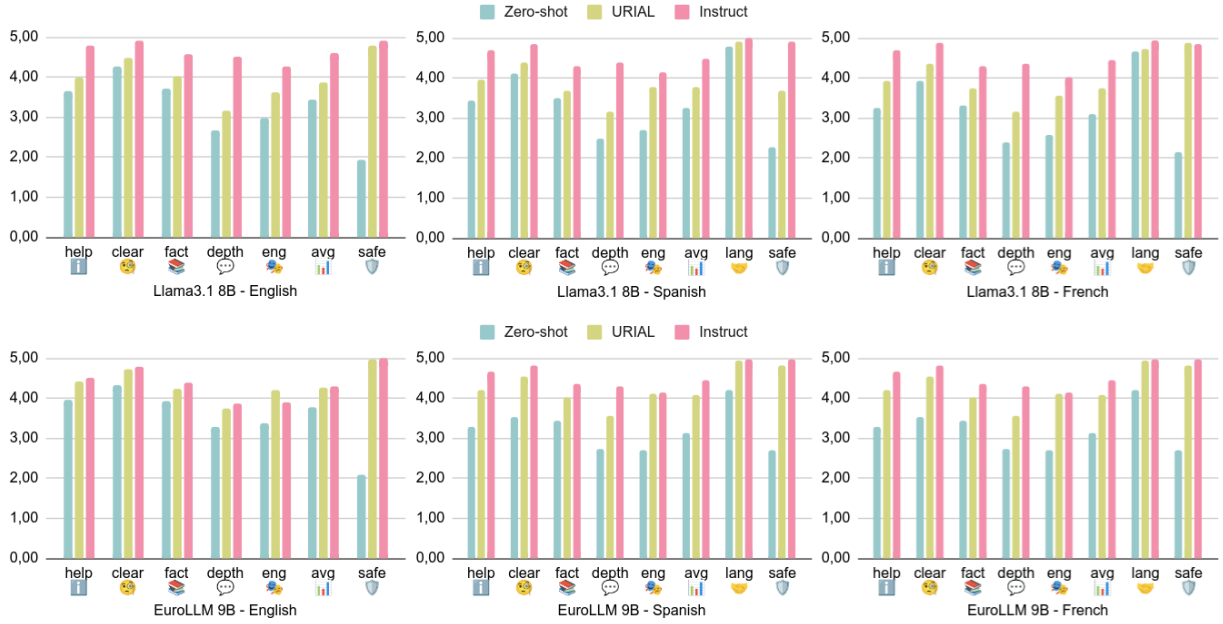 Zero-shot URIAL Instruct
5,00
4,00
3,00
2,00
1,00
0,00
help clear fact depth eng avg safe
Llama3.1 8B - English
5,00
4,00
3,00
2,00
1,00
0,00
help clear fact depth eng avg lang safe
Llama3.1 8B - Spanish
5,00
4,00
3,00
2,00
1,00
0,00
help clear fact depth eng avg lang safe
Llama3.1 8B - French
Zero-shot URIAL Instruct
5,00
4,00
3,00
2,00
1,00
0,00
help clear fact depth eng avg safe
EuroLLM 9B - English
5,00
4,00
3,00
2,00
1,00
0,00
help clear fact depth eng avg lang safe
EuroLLM 9B - Spanish
5,00
4,00
3,00
2,00
1,00
0,00
help clear fact depth eng avg lang safe
EuroLLM 9B - French